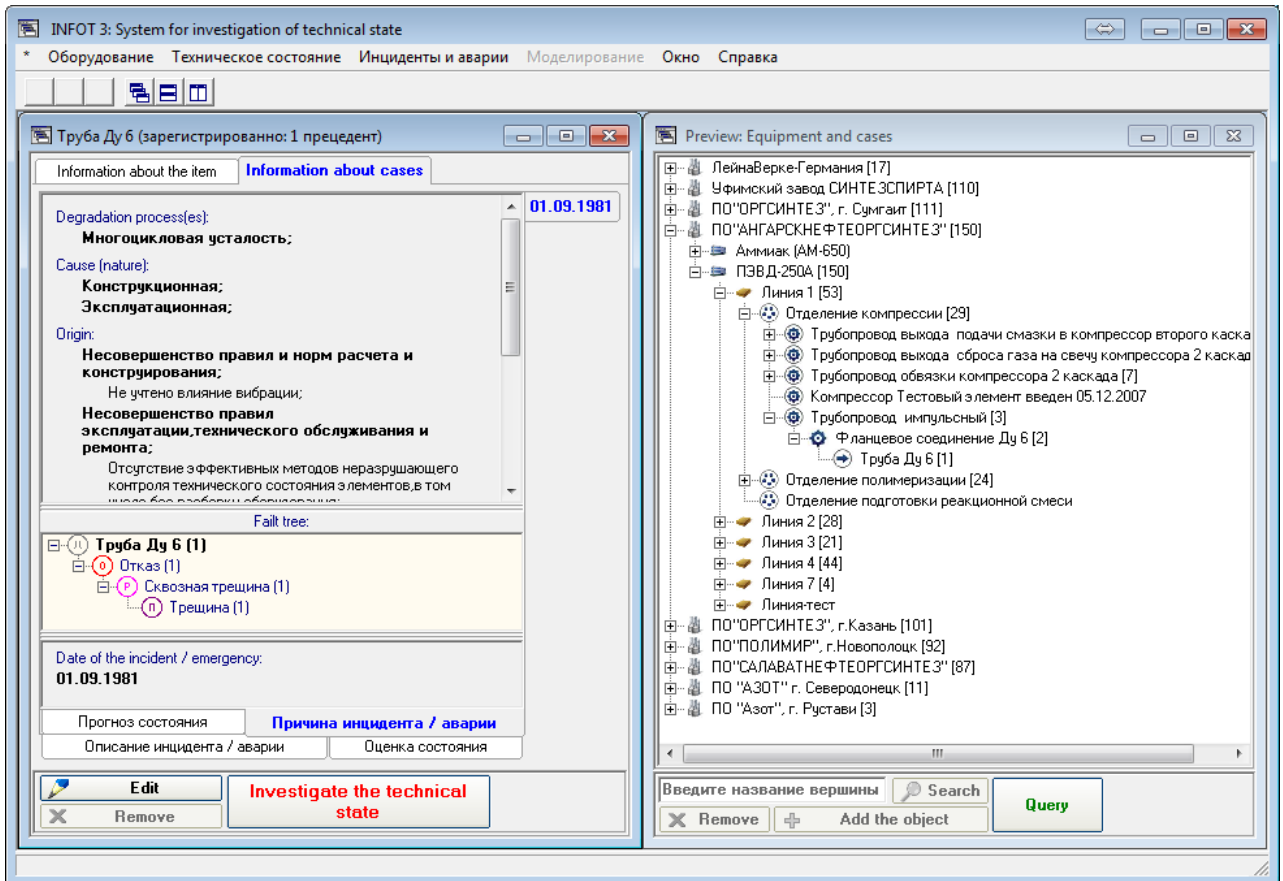 INFOT 3: System for investigation of technical state
* Оборудование Техническое состояние Инциденты и аварии Моделирование Окно Справка
Труба Ду 6 (зарегистрированно: 1 прецедент)
Information about the item Information about cases
01.09.1981
Degradation process(es):
Многоцикловая усталость;
Cause (nature):
Конструкционная;
Эксплуатационная;
Origin:
Несовершенство правил и норм расчета и
конструирования;
Не учтено влияние вибрации;
Несовершенство правил
эксплуатации,технического обслуживания и
ремонта;
Отсутствие эффективных методов неразрушающего
контроля технического состояния элементов,в том
числе без разборки оборудования;
Failt tree:
Л Труба Ду 6 (1)
О Отказ (1)
Р Сквозная трещина (1)
П Трещина (1)
Date of the incident / emergency:
01.09.1981
Прогноз состояния Причина инцидента / аварии
Описание инцидента / аварии Оценка состояния
Edit
Remove
Investigate the technical
state
Preview: Equipment and cases
ЛейнаВерке-Германия [17]
Уфимский завод СИНТЕЗСПИРТА [110]
ПО"ОРГСИНТЕЗ", г. Сумгаит [111]
ПО"АНГАРСКНЕФТЕОРГСИНТЕЗ" [150]
Аммиак (АМ-650)
ПЭВД-250А [150]
Линия 1 [53]
Отделение компрессии [29]
Трубопровод выхода подачи смазки в компрессор второго каска
Трубопровод выхода сброса газа на свечу компрессора 2 каскад
Трубопровод обвязки компрессора 2 каскада [7]
Компрессор Тестовый элемент введен 05.12.2007
Трубопровод импульсный [3]
Фланцевое соединение Ду 6 [2]
Труба Ду 6 [1]
Отделение полимеризации [24]
Отделение подготовки реакционной смеси
Линия 2 [28]
Линия 3 [21]
Линия 4 [44]
Линия 7 [4]
Линия-тест
ПО"ОРГСИНТЕЗ", г.Казань [101]
ПО"ПОЛИМИР", г.Новополоцк [92]
ПО"САЛАВАТНЕФТЕОРГСИНТЕЗ" [87]
ПО "АЗОТ" г. Северодонецк [11]
ПО "Азот", г. Рустави [3]
Введите название вершины Search
Remove Add the object
Query